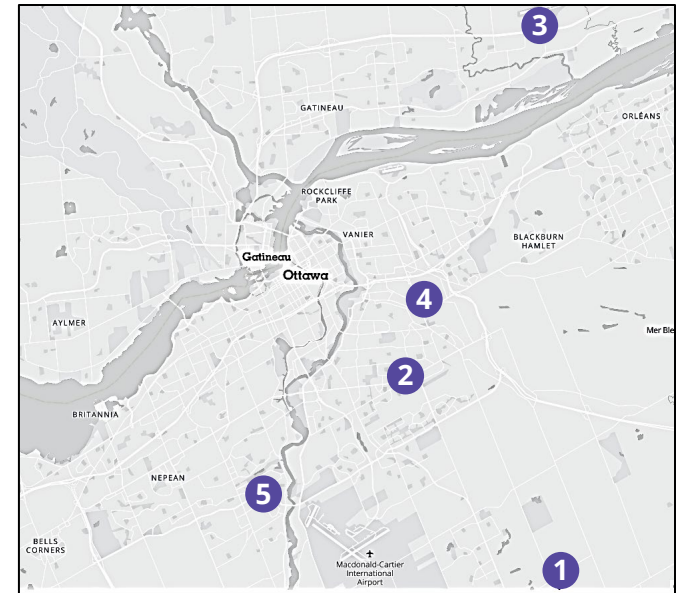 3
GATINEAU
ORLÉANS
ROCKCLIFFE
PARK
VANIER
BLACKBURN
HAMLET
Gatineau
Ottawa
4
AYLMER
Mer Ble
2
BRITANNIA
NEPEAN
5
BELLS
CORNERS
Macdonald-Cartier
International
Airport
1